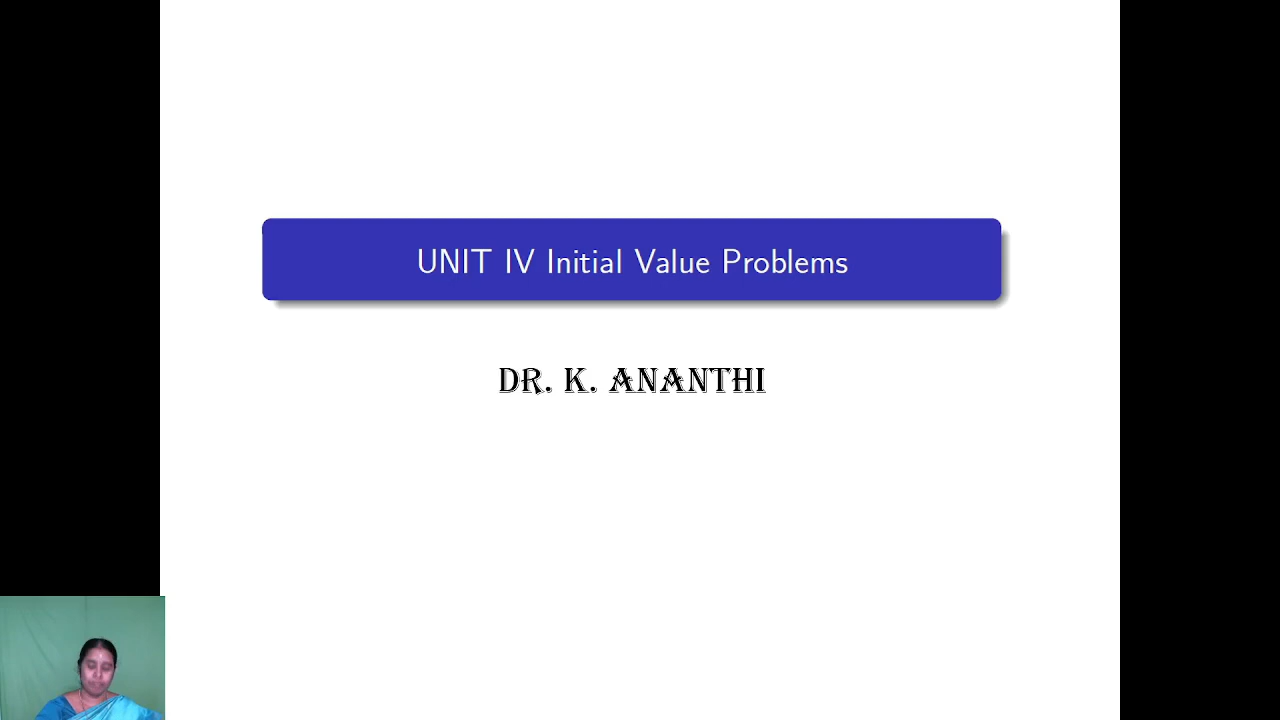 UNIT IV Initial Value Problems
DR. K. ANANTHI